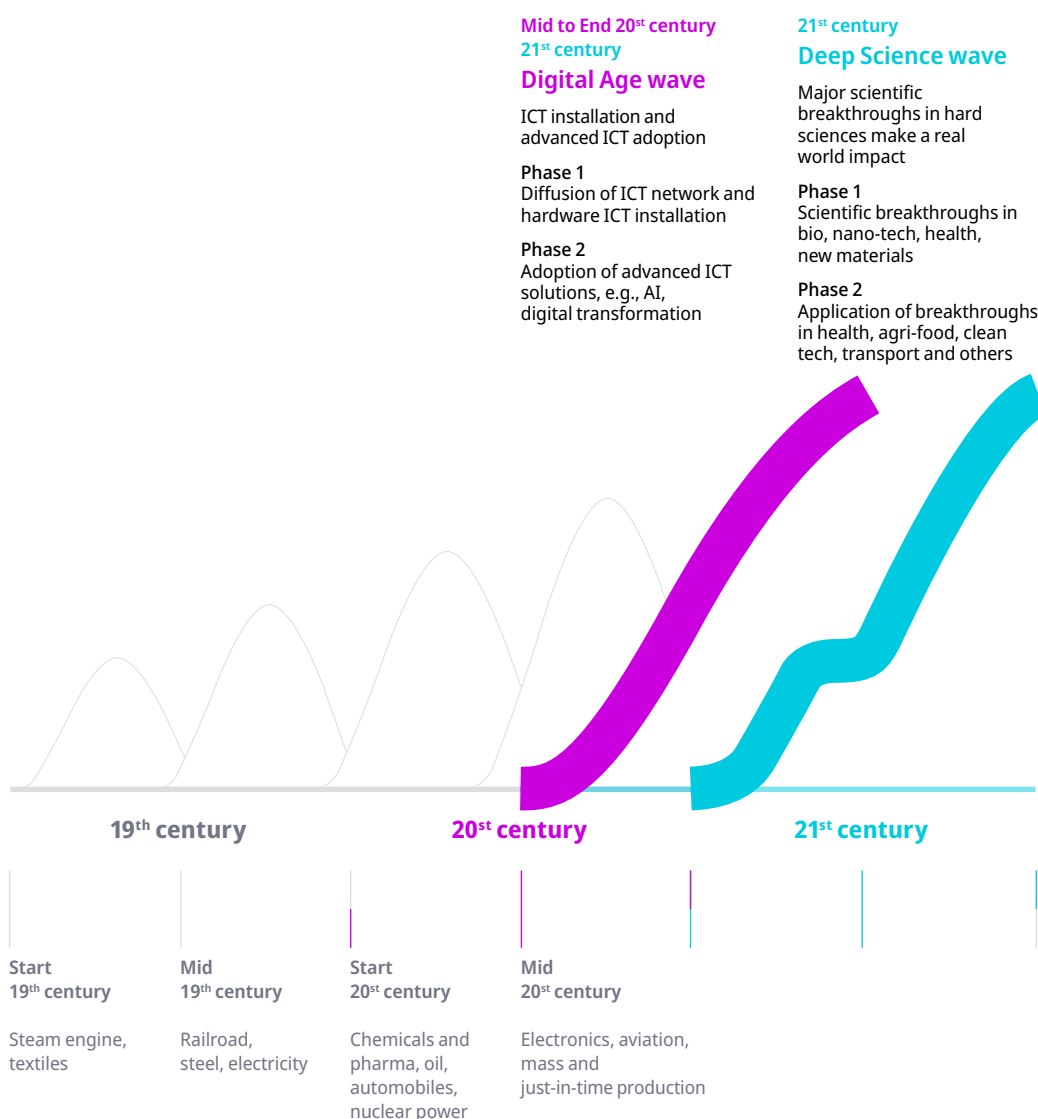 Mid to End 20st century
21st century
Digital Age wave
ICT installation and
advanced ICT adoption
Phase 1
Diffusion of ICT network and
hardware ICT installation
Phase 2
Adoption of advanced ICT
solutions, e.g., AI,
digital transformation
21st century
Deep Science wave
Major scientific
breakthroughs in hard
sciences make a real
world impact
Phase 1
Scientific breakthroughs in
bio, nano-tech, health,
new materials
Phase 2
Application of breakthroughs
in health, agri-food, clean
tech, transport and others
19th century
20st century
21st century
Start
19th century
Steam engine,
textiles
Mid
19th century
Railroad,
steel, electricity
Start
20st century
Chemicals and
pharma, oil,
automobiles,
nuclear power
Mid
20st century
Electronics, aviation,
mass and
just-in-time production